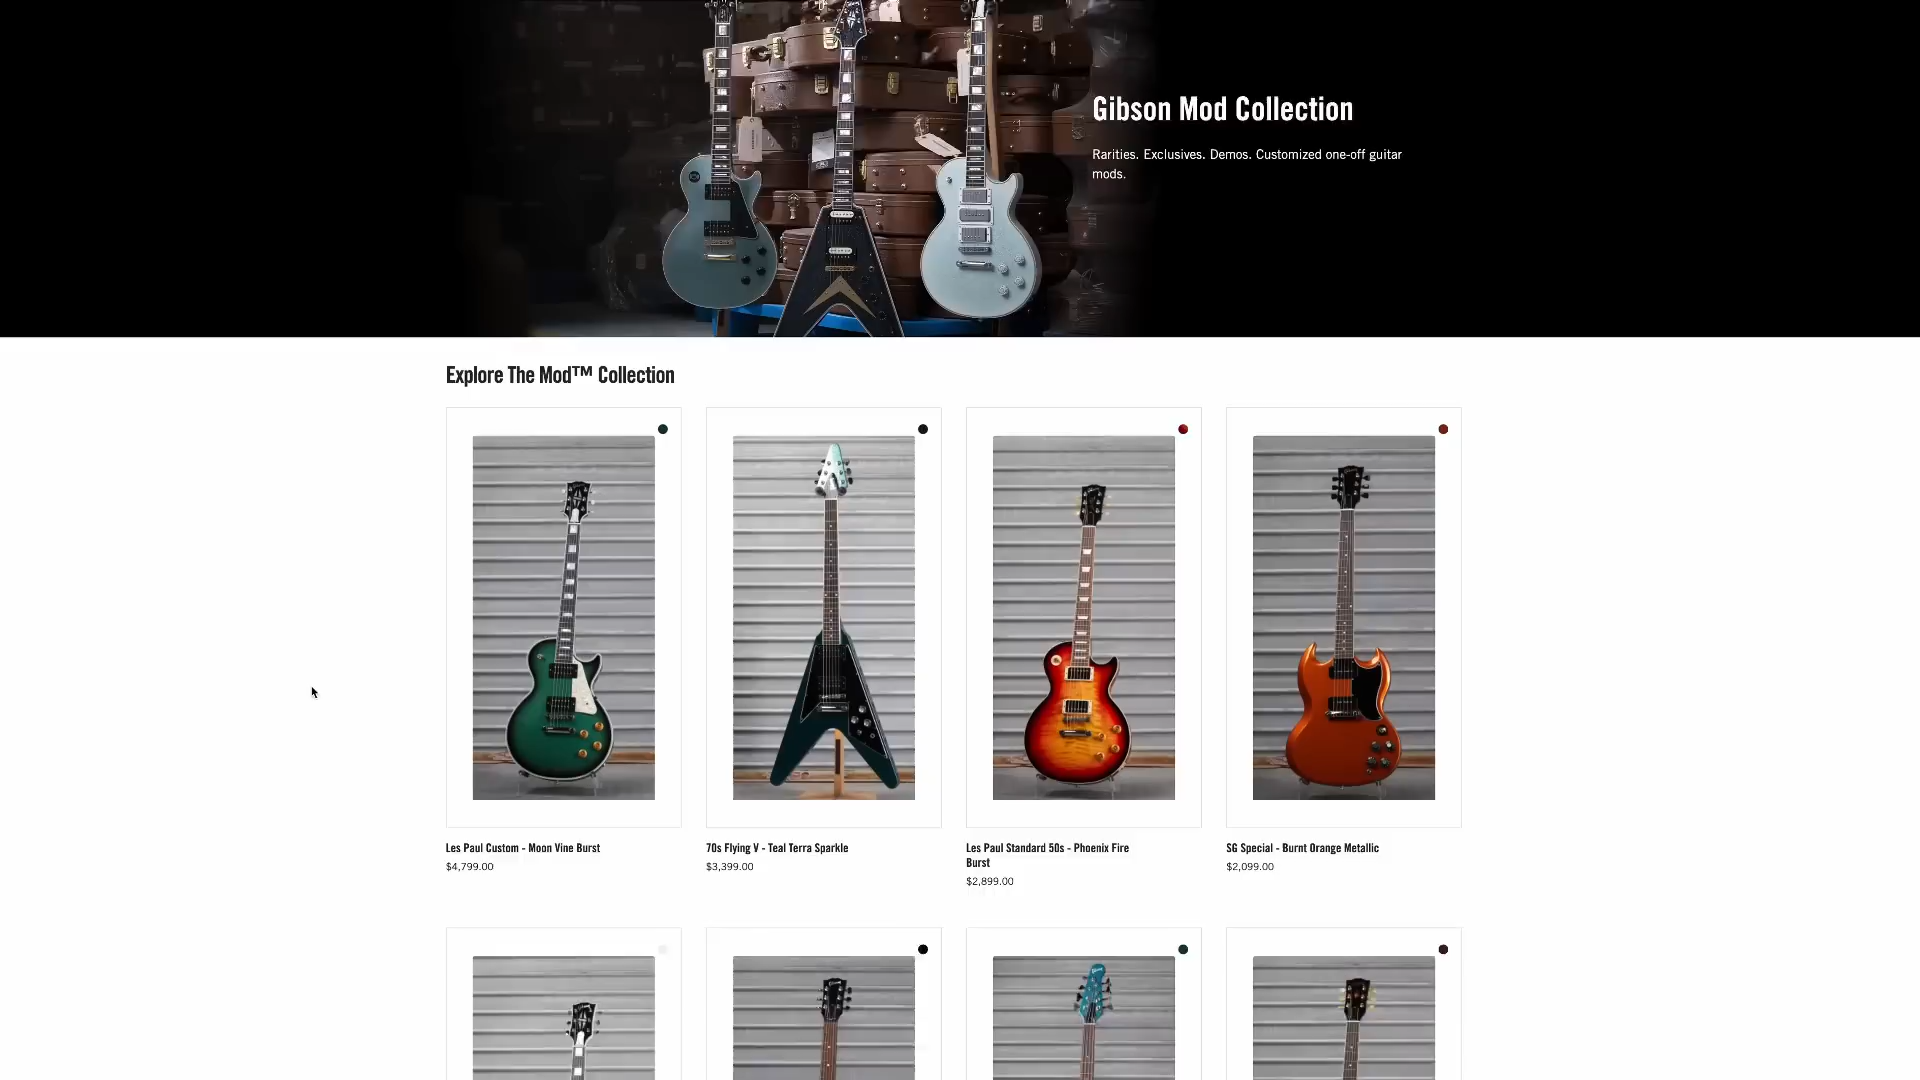 Gibson Mod Collection
Rarities. Exclusives. Demos. Customized one-off guitar
mods.
Explore The Mod™ Collection
Les Paul Custom - Moon Vine Burst
$4,799.00
70s Flying V - Teal Terra Sparkle
$3,399.00
Les Paul Standard 50s - Phoenix Fire
Burst
$2,899.00
SG Special - Burnt Orange Metallic
$2,099.00